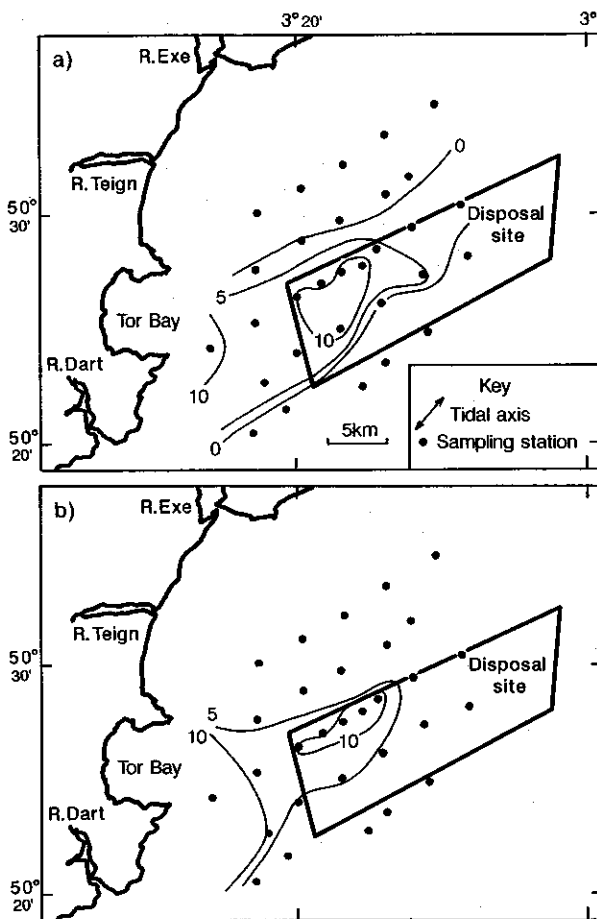 3° 20' 3°
a)
R.Exe
0
R. Teign
50°
30'
Disposal
site
5
Tor Bay
10
R.Dart
10
Key
Tidal axis
Sampling station
5km
50°
20'
0
b)
R.Exe
R. Teign
50°
30'
Disposal
site
5
10
10
Tor Bay
R.Dart
50°
20'